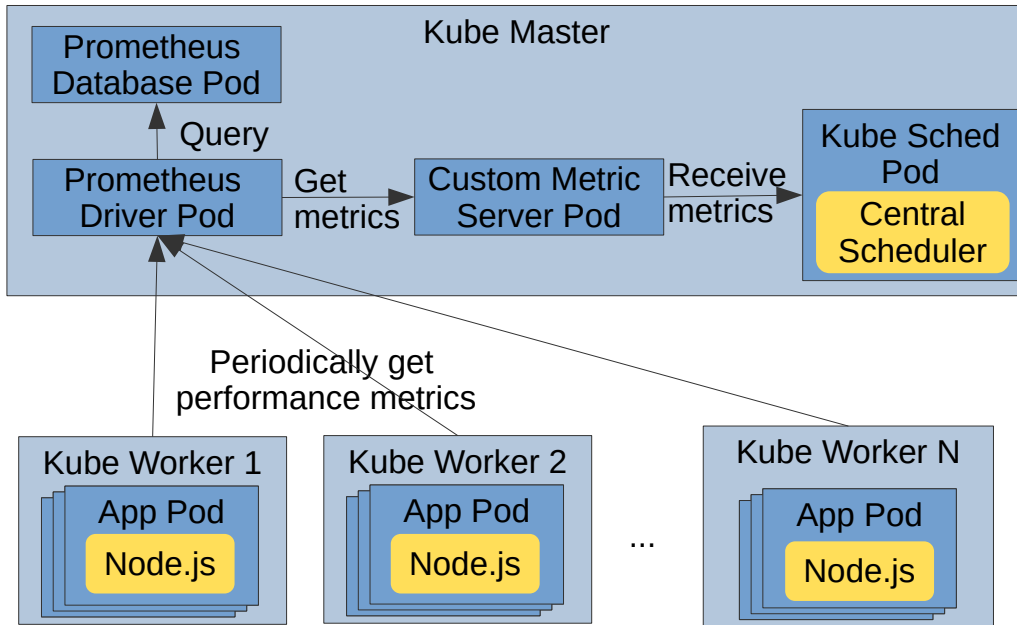 Kube Master
Prometheus
Database Pod
Query
Prometheus
Driver Pod
Get
metrics
Custom Metric
Server Pod
Receive
metrics
Kube Sched
Pod
Central
Scheduler
Periodically get
performance metrics
Kube Worker 1
App Pod
Node.js
Kube Worker 2
App Pod
Node.js
...
Kube Worker N
App Pod
Node.js